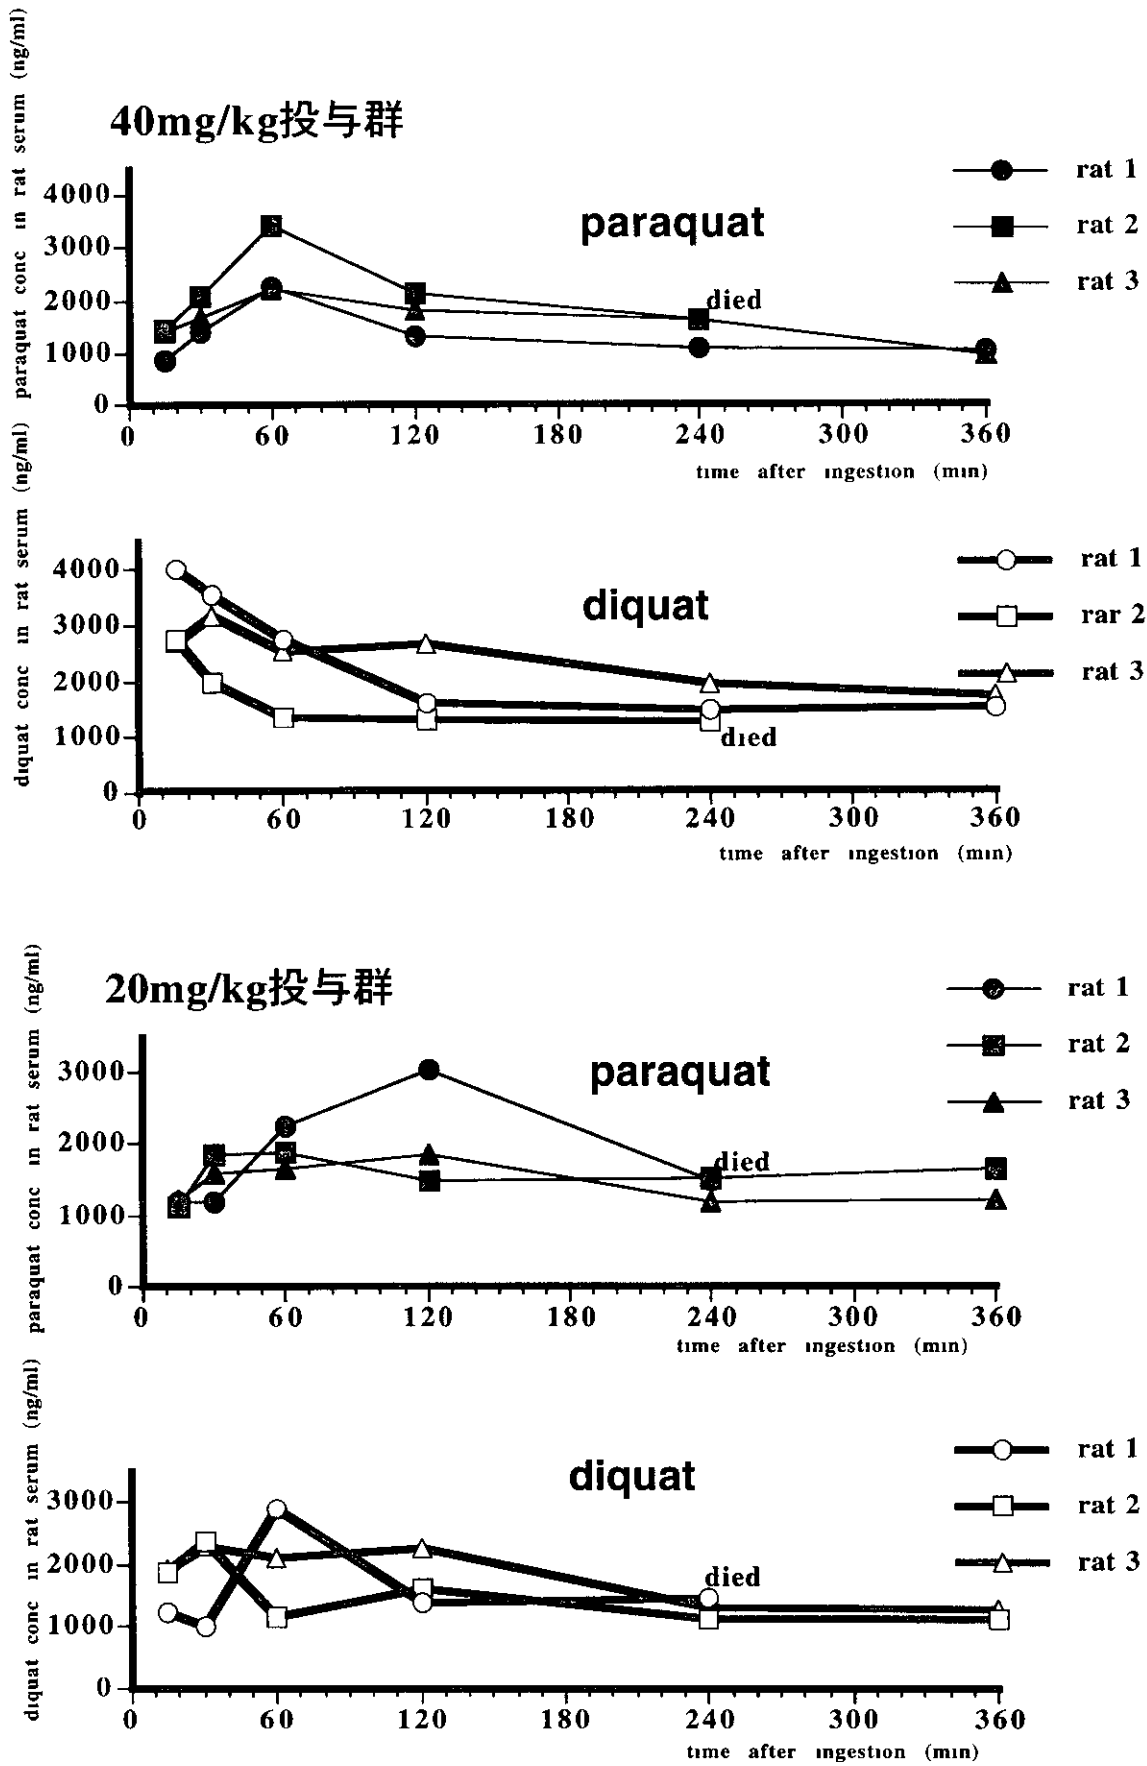 40mg/kg投与群
paraquat conc in rat serum (ng/ml)
4000
3000
2000
1000
0
paraquat
died
rat 1
rat 2
rat 3
0 60 120 180 240 300 360
time after ingestion (min)
diquat conc in rat serum (ng/ml)
4000
3000
2000
1000
0
diquat
died
rat 1
rar 2
rat 3
0 60 120 180 240 300 360
time after ingestion (min)
20mg/kg投与群
paraquat conc in rat serum (ng/ml)
3000
2000
1000
0
paraquat
died
rat 1
rat 2
rat 3
0 60 120 180 240 300 360
time after ingestion (min)
diquat conc in rat serum (ng/ml)
3000
2000
1000
0
diquat
died
rat 1
rat 2
rat 3
0 60 120 180 240 300 360
time after ingestion (min)